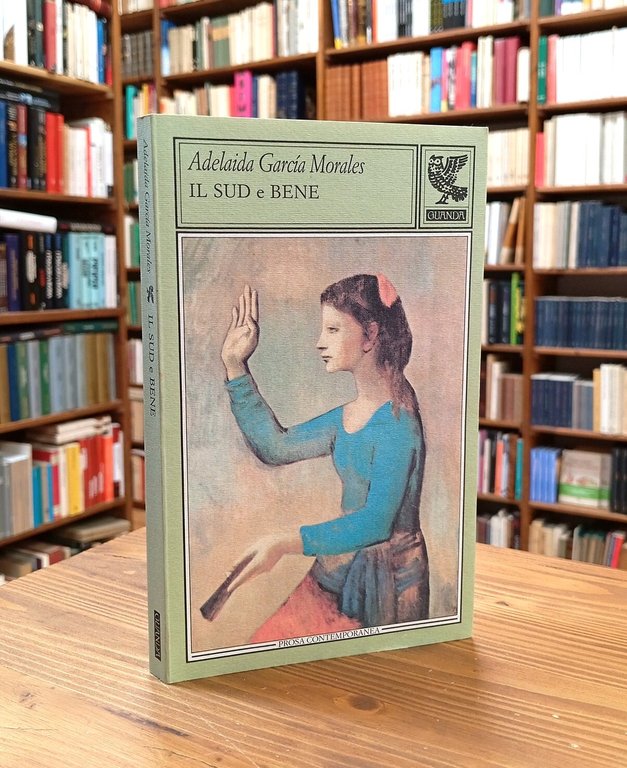 Adelaida García Morales
IL SUD e BENE
GUANDA
PROSA CONTEMPORANEA
Adelaida García Morales
IL SUD e BENE
GUANDA